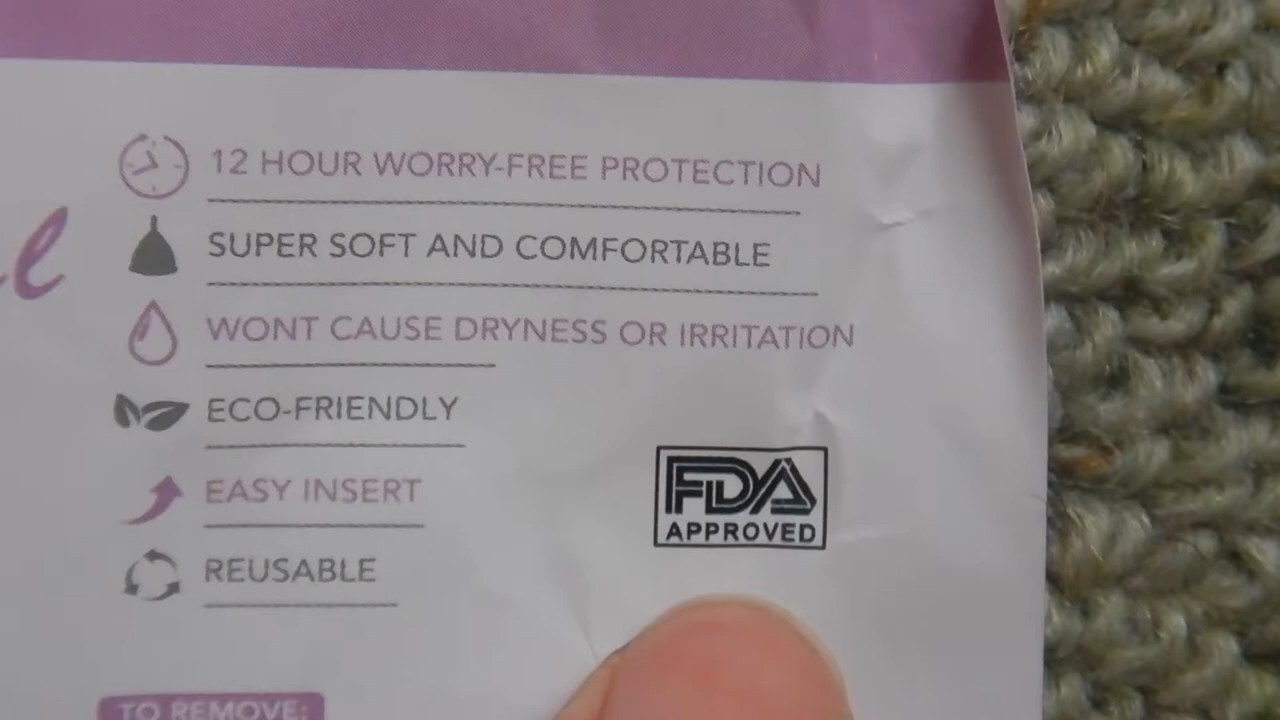 12 HOUR WORRY-FREE PROTECTION
SUPER SOFT AND COMFORTABLE
WONT CAUSE DRYNESS OR IRRITATION
ECO-FRIENDLY
EASY INSERT
REUSABLE
FDA
APPROVED
TO REMOVE: